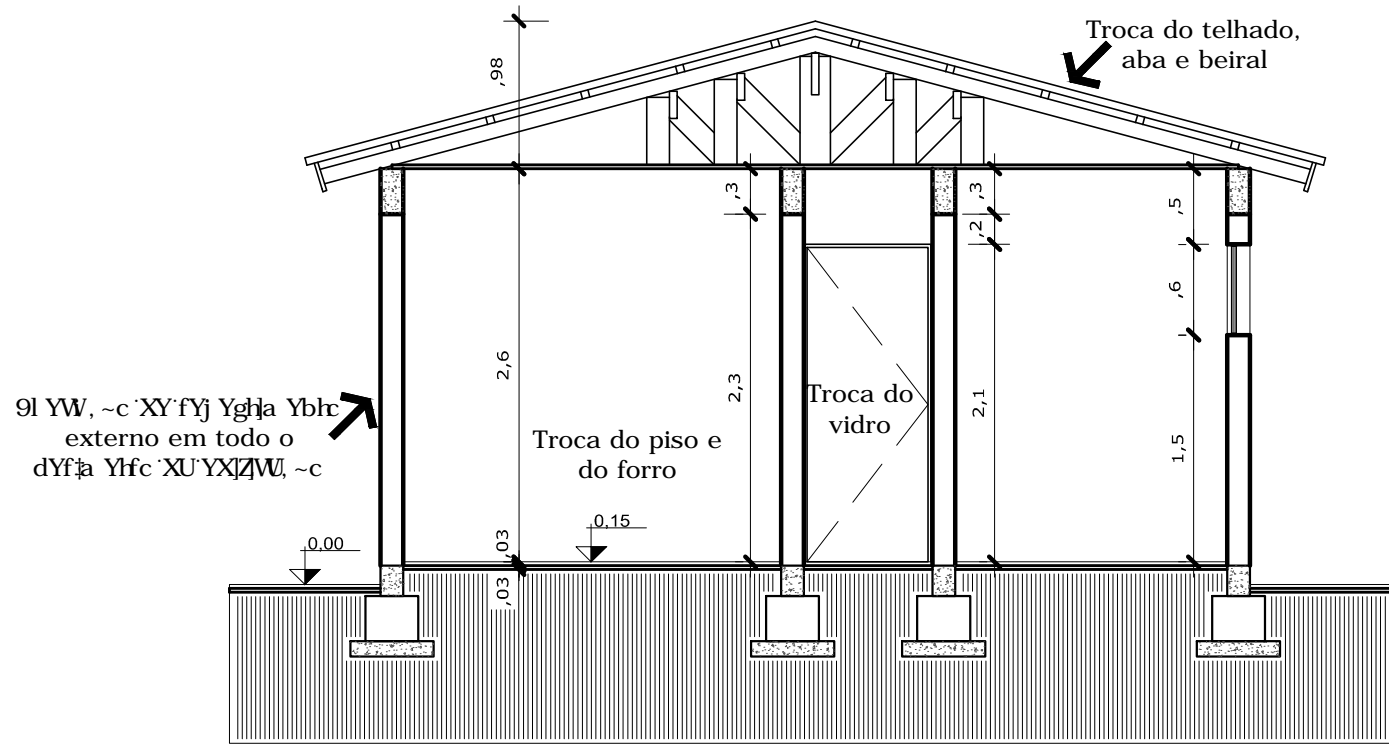 Troca do telhado,
aba e beiral
,98
,3
,3
,5
,2
,6
2,6
2,3
2,1
1,5
Troca do
vidro
externo em todo o
Troca do piso e
do forro
0,15
0,00
,03
,03